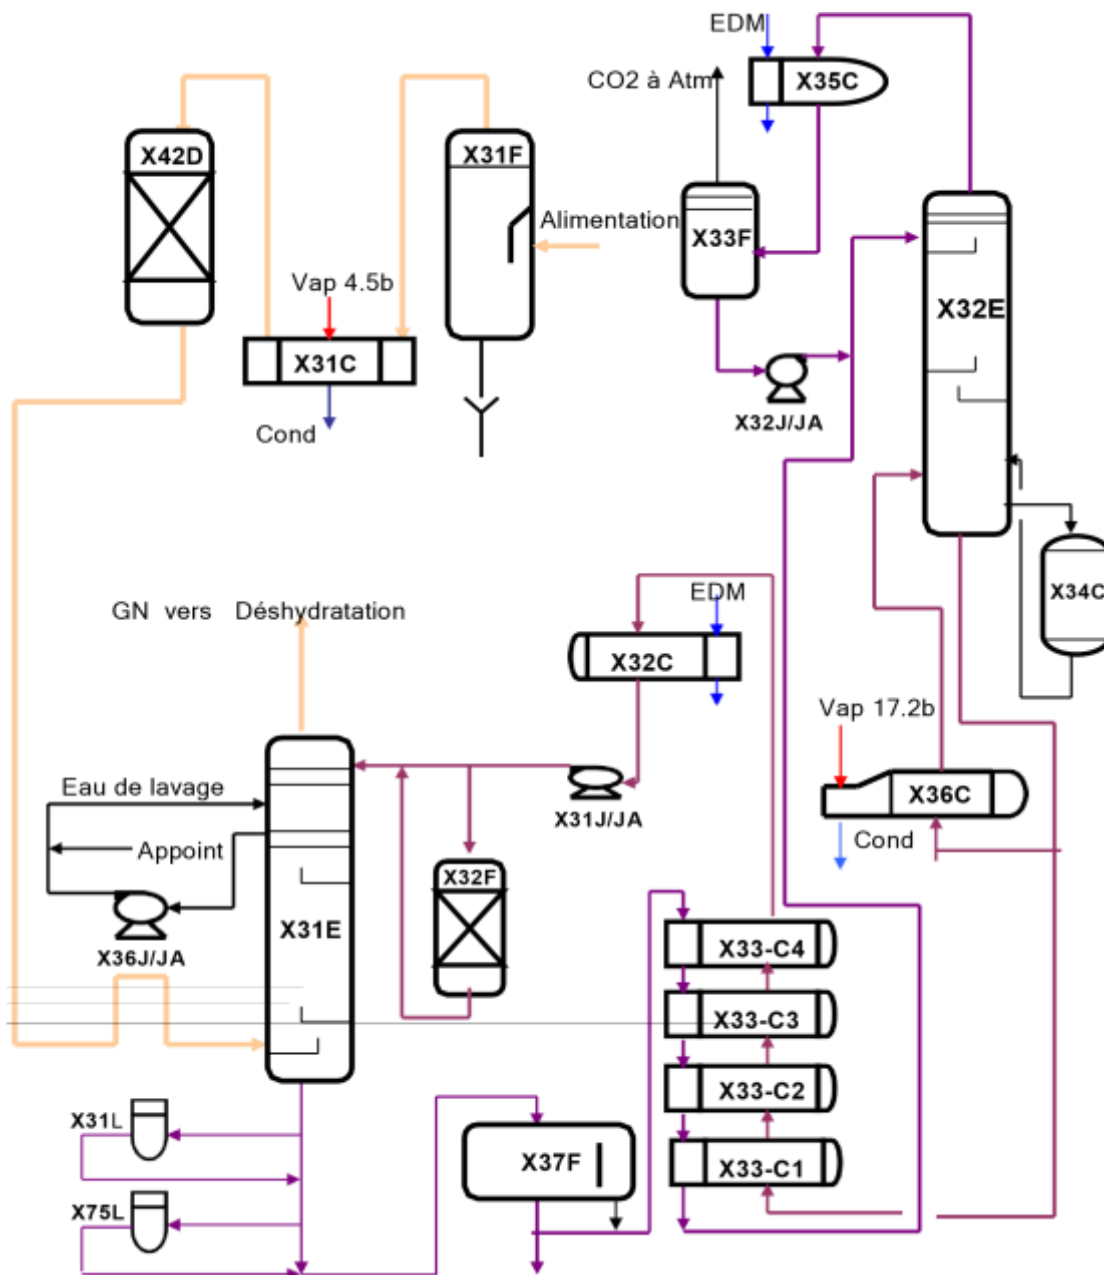 EDM
X35C
CO2 à Atm
X42D
X31F
Alimentation
X33F
Vap 4.5b
X32E
X31C
X32J/JA
Cond
X34C
GN vers Déshydratation
EDM
X32C
Vap 17.2b
Eau de lavage
X36C
X31J/JA
Cond
Appoint
X32F
X31E
X36J/JA
X33-C4
X33-C3
X33-C2
X31L
X37F
X33-C1
X75L